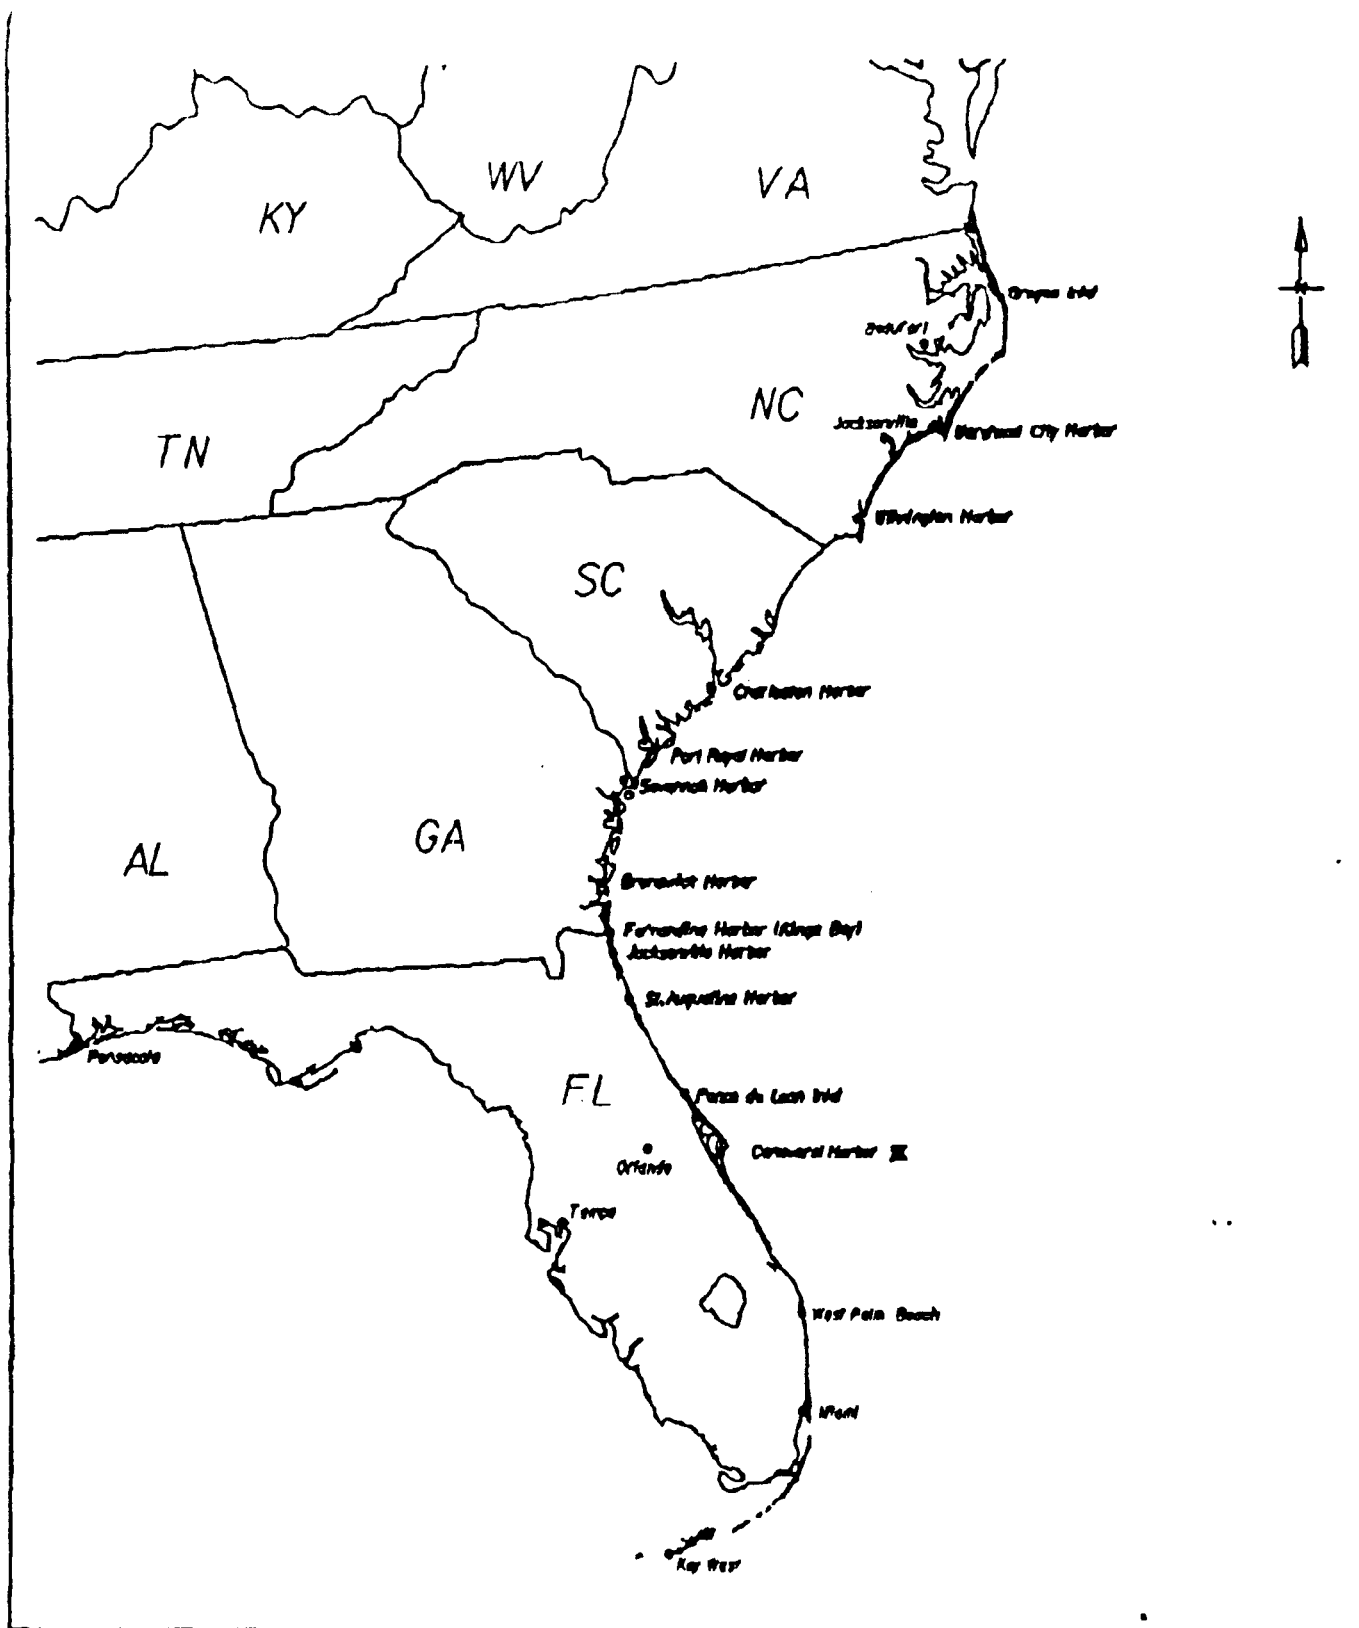 WV
VA
KY
Beaufort
NC
Jacksonville
Morehead City Harbor
TN
Wilmington Harbor
SC
Charleston Harbor
Port Royal Harbor
Savannah Harbor
GA
AL
Brunswick Harbor
Fernandina Harbor (Kings Bay)
Jacksonville Harbor
St. Augustine Harbor
Pensacola
FL
Ponce de Leon Inlet
Canaveral Harbor
Orlando
Tampa
West Palm Beach
Miami
Key West